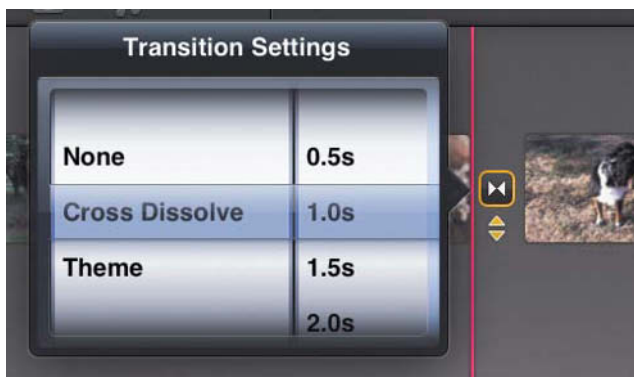 Transition Settings
None 0.5s
Cross Dissolve 1.0s
Theme 1.5s
2.0s